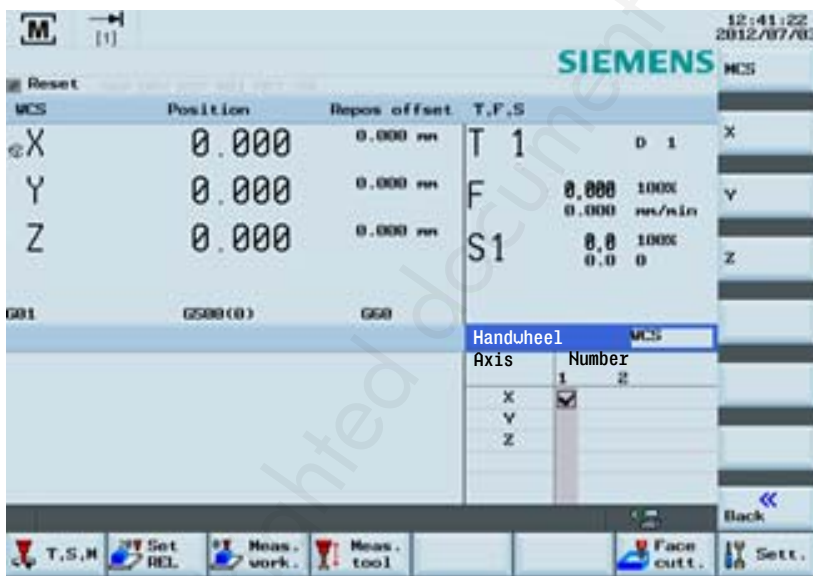 M
[1]
12:41:22
2012/07/03
SIEMENS
MCS
Reset
WCS Position Repos offset T,F,S
X 0.000 0.000 mm T 1 D 1
X
Y 0.000 0.000 mm F 0.000 100%
0.000 mm/min
Y
Z 0.000 0.000 mm S1 0.0 100%
0.0 0
Z
G01 G500(0) G60
Handwheel WCS
Axis Number
1 2
X
Y
Z
«
Back
T,S,M
Set
REL.
Meas.
work.
Meas.
tool
Face
cutt.
Sett.